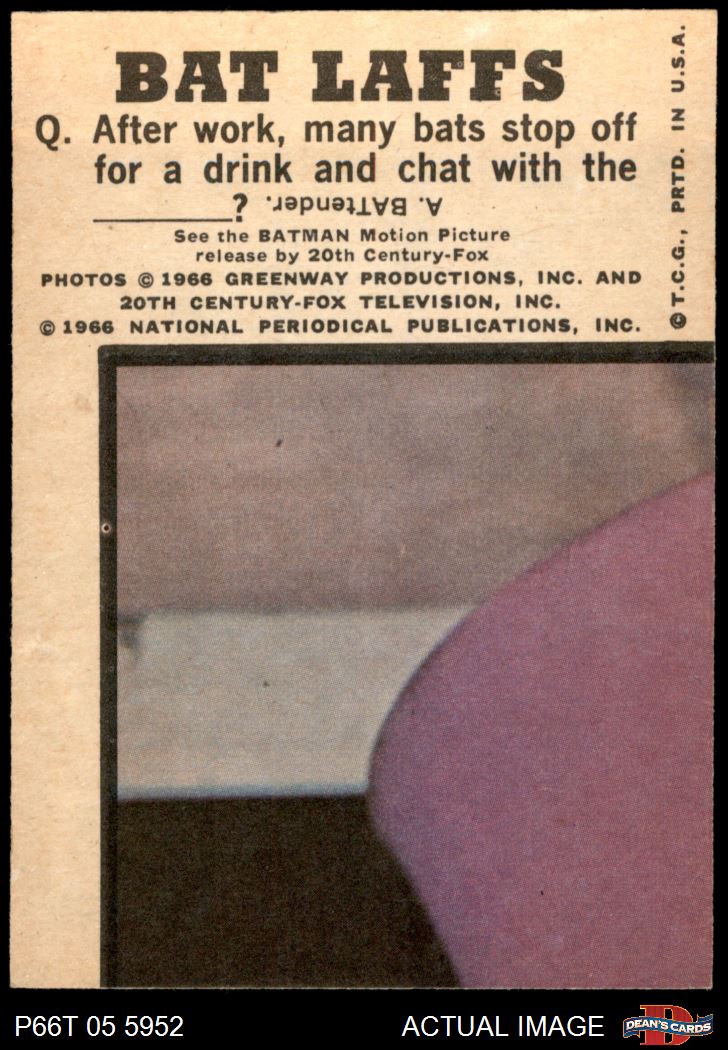 BAT LAFFS
Q. After work, many bats stop off
for a drink and chat with the
__________?
A. BATtender.
See the BATMAN Motion Picture
release by 20th Century-Fox
PHOTOS © 1966 GREENWAY PRODUCTIONS, INC. AND
20TH CENTURY-FOX TELEVISION, INC.
© 1966 NATIONAL PERIODICAL PUBLICATIONS, INC.
© T.C.G., PRTD. IN U.S.A.
P66T 05 5952
ACTUAL IMAGE
D
DEAN'S CARDS